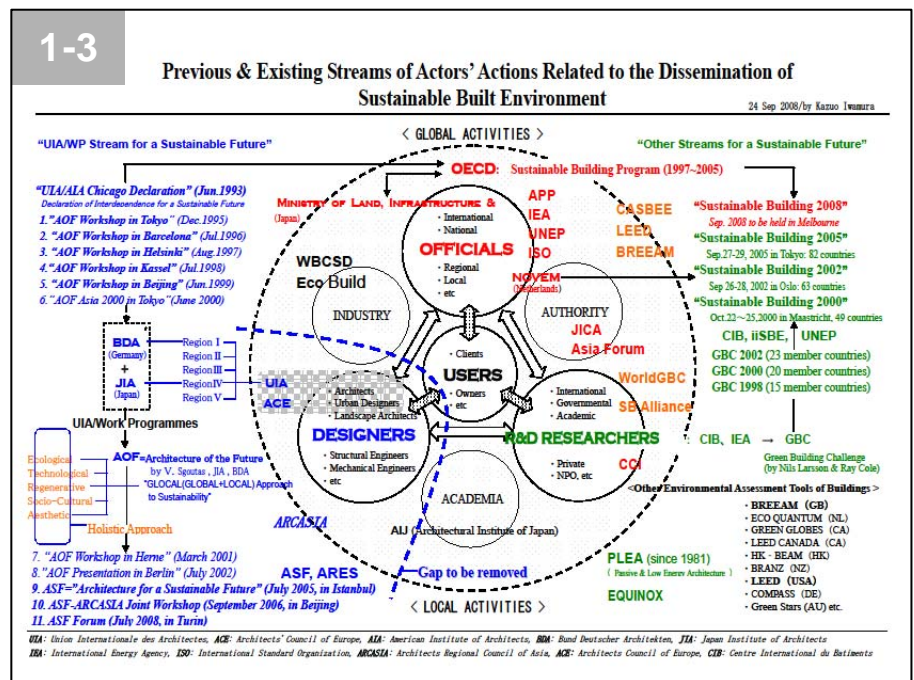 1-3
Previous & Existing Streams of Actors' Actions Related to the Dissemination of
Sustainable Built Environment
24 Sep 2008/by Kazuo Iwamura
< GLOBAL ACTIVITIES >
"UIA/WP Stream for a Sustainable Future"
"Other Streams for a Sustainable Future"
OECD: Sustainable Building Program (1997~2005)
"UIA/AIA Chicago Declaration" (Jun.1993)
Declaration of Interdependence for a Sustainable Future
1."AOF Workshop in Tokyo" (Dec.1995)
2. "AOF Workshop in Barcelona" (Jul.1996)
3. "AOF Workshop in Helsinki" (Aug.1997)
4."AOF Workshop in Kassel" (Jul.1998)
5. "AOF Workshop in Beijing" (Jun.1999)
6."AOF Asia 2000 in Tokyo"(June 2000)
MINISTRY OF LAND, INFRASTRUCTURE &
(Japan)
・International
・National
OFFICIALS
・Regional
・Local
・etc
APP
IEA
UNEP
ISO
NOVEM
(Netherlands)
CASBEE
LEED
BREEAM
"Sustainable Building 2008"
Sep. 2008 to be held in Melbourne
"Sustainable Building 2005"
Sep.27-29, 2005 in Tokyo: 82 countries
"Sustainable Building 2002"
Sep 26-28, 2002 in Oslo: 63 countries
"Sustainable Building 2000"
Oct.22~25,2000 in Maastricht, 49 countries
WBCSD
Eco Build
INDUSTRY
AUTHORITY
JICA
Asia Forum
CIB, iiSBE, UNEP
GBC 2002 (23 member countries)
GBC 2000 (20 member countries)
GBC 1998 (15 member countries)
BDA
(Germany)
+
JIA
(Japan)
Region I
Region II
Region III
RegionIV
Region V
UIA
ACE
・Clients
USERS
・Owners
・etc
・Architects
・Urban Designers
・Landscape Architects
DESIGNERS
・Structural Engineers
・Mechanical Engineers
・etc
・International
・Governmental
・Academic
R&D RESEARCHERS
・Private
・NPO, etc
WorldGBC
SB Alliance
CCI
: CIB, IEA → GBC
Green Building Challenge
(by Nils Larsson & Ray Cole)
UIA/Work Programmes
AOF=Architecture of the Future
by V. Sgoutas , JIA , BDA
"GLOCAL(GLOBAL+LOCAL) Approach
to Sustainability"
Ecological
Technological
Regenerative
Socio-Cultural
Aesthetic
Holistic Approach
ACADEMIA
AIJ (Architectural Institute of Japan)
ARCASIA
ASF, ARES
Gap to be removed
<Other Environmental Assessment Tools of Buildings >
・BREEAM (GB)
・ECO QUANTUM (NL)
・GREEN GLOBES (CA)
・LEED CANADA (CA)
・HK - BEAM (HK)
・BRANZ (NZ)
・LEED (USA)
・COMPASS (DE)
・Green Stars (AU) etc.
PLEA (since 1981)
( Passive & Low Energy Architecture )
EQUINOX
7. "AOF Workshop in Herne" (March 2001)
8."AOF Presentation in Berlin" (July 2002)
9. ASF="Architecture for a Sustainable Future" (July 2005, in Istanbul)
10. ASF-ARCASIA Joint Workshop (September 2006, in Beijing)
11. ASF Forum (July 2008, in Turin)
< LOCAL ACTIVITIES >
UIA: Union Internationale des Architectes, ACE: Architects' Council of Europe, AIA: American Institute of Architects, BDA: Bund Deutscher Architekten, JIA: Japan Institute of Architects
IEA: International Energy Agency, ISO: International Standard Organization, ARCASIA: Architects Regional Council of Asia, ACE: Architects Council of Europe, CIB: Centre International du Batiments